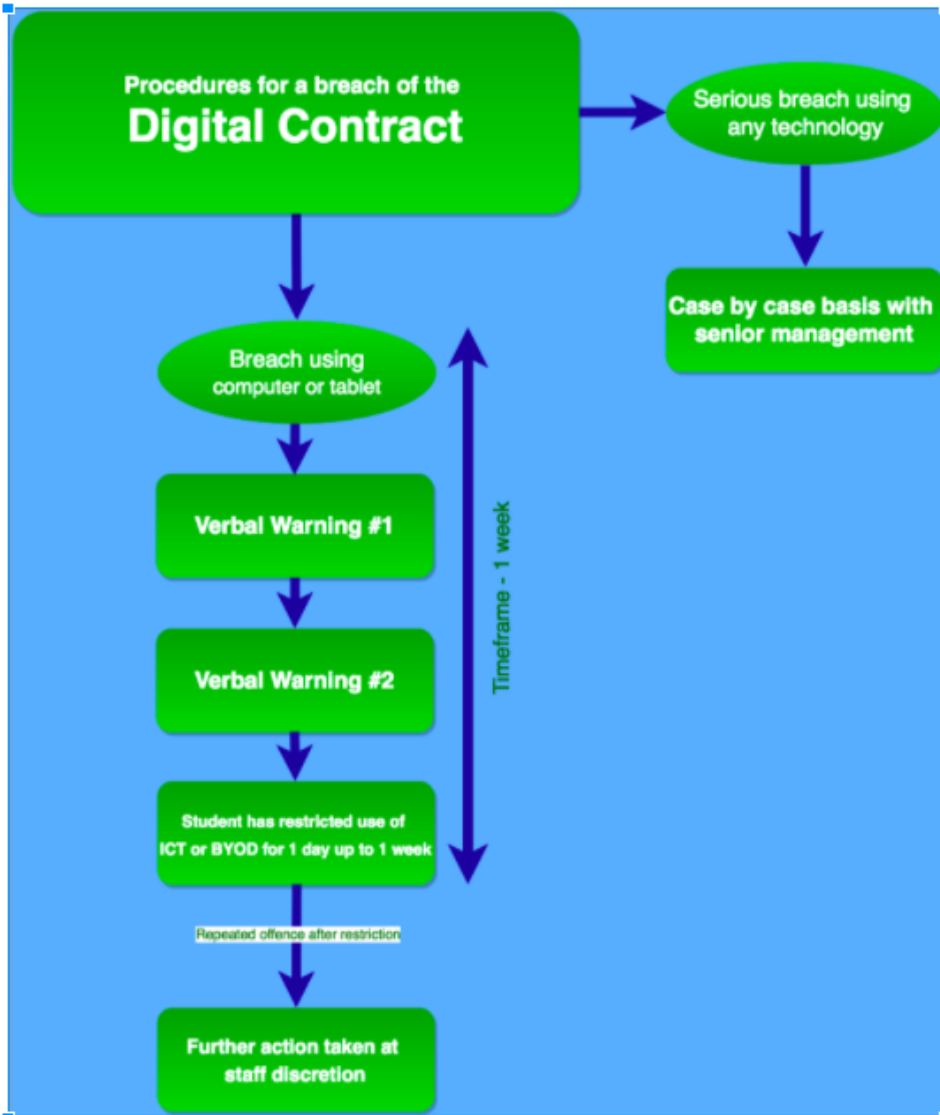 Procedures for a breach of the
Digital Contract
Serious breach using
any technology
Case by case basis with
senior management
Breach using
computer or tablet
Verbal Warning #1
Verbal Warning #2
Timeframe - 1 week
Student has restricted use of
ICT or BYOD for 1 day up to 1 week
Repeated offence after restriction
Further action taken at
staff discretion